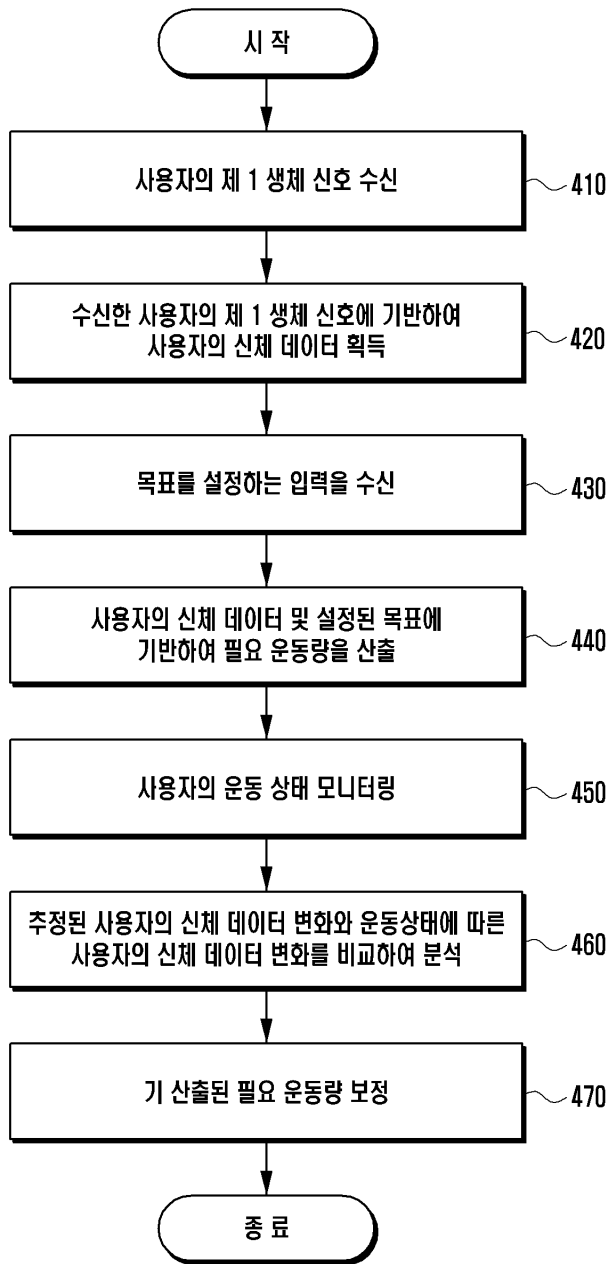 시 작
사용자의 제 1 생체 신호 수신
410
수신한 사용자의 제 1 생체 신호에 기반하여
사용자의 신체 데이터 획득
420
목표를 설정하는 입력을 수신
430
사용자의 신체 데이터 및 설정된 목표에
기반하여 필요 운동량을 산출
440
사용자의 운동 상태 모니터링
450
추정된 사용자의 신체 데이터 변화와 운동상태에 따른
사용자의 신체 데이터 변화를 비교하여 분석
460
기 산출된 필요 운동량 보정
470
종 료